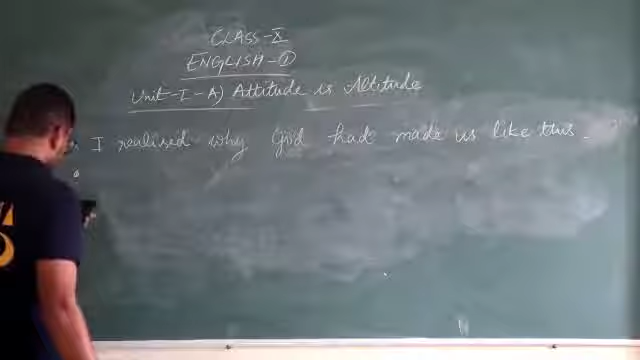 CLASS-X
ENGLISH-①
Unit-I-A) Attitude is Altitude
I realised why God had made us like this.